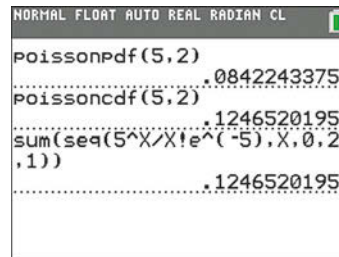 NORMAL FLOAT AUTO REAL RADIAN CL
poissonpdf(5,2)
.0842243375
poissoncdf(5,2)
.1246520195
sum(seq(5^X/X!e^(-5),X,0,2
,1))
.1246520195